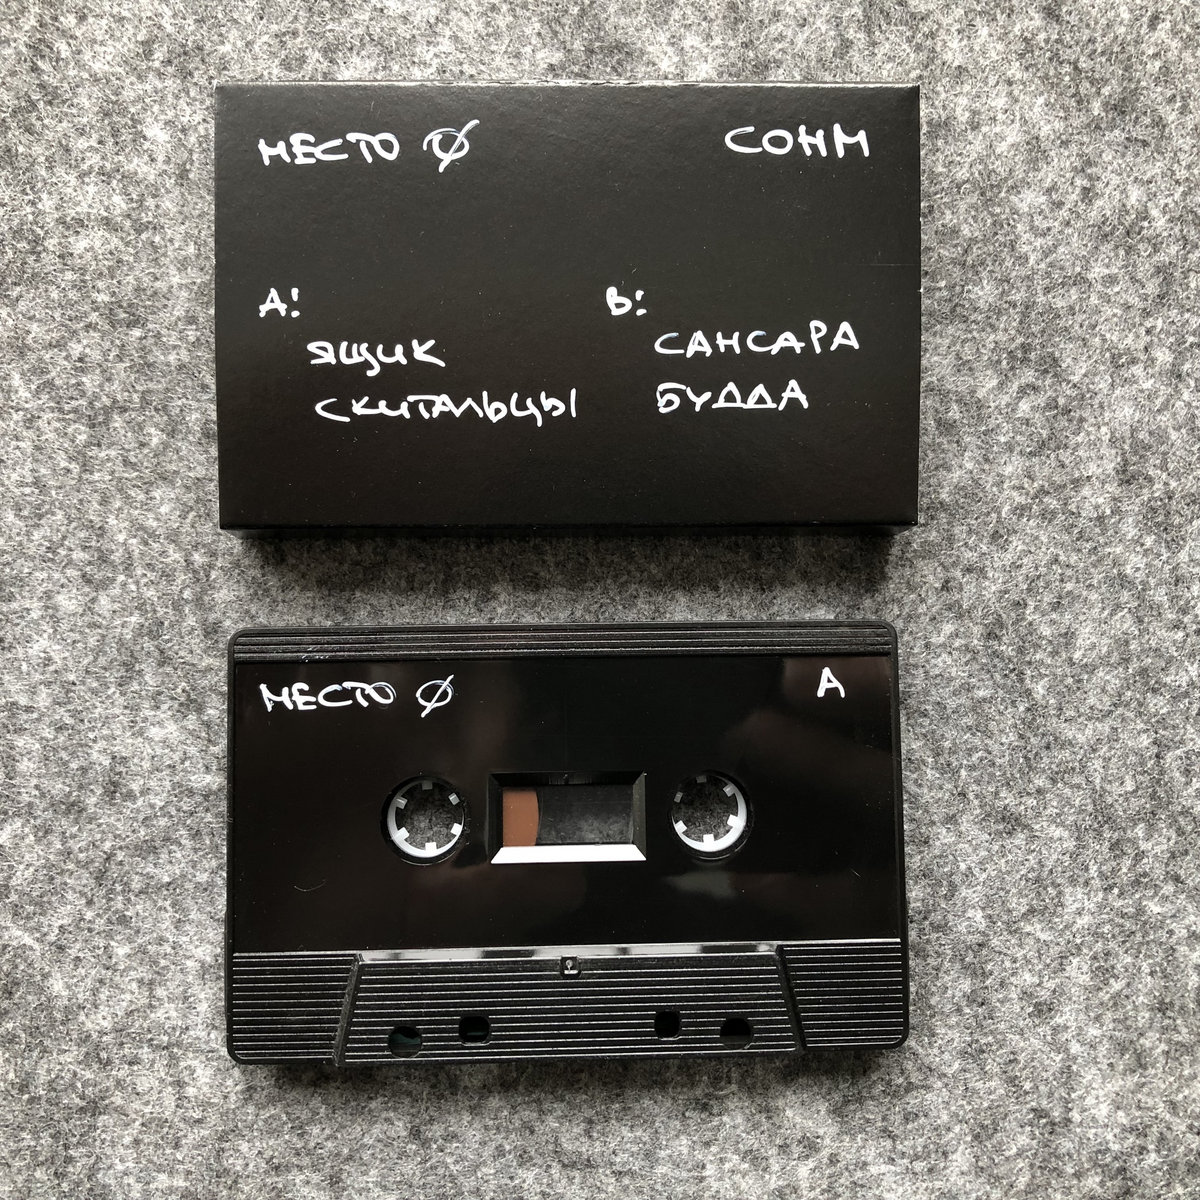 МЕСТО Ø
СОНМ
А:
ЯЩИК
СКИТАЛЬЦЫ
В:
САНСАРА
БУДДА
МЕСТО Ø
А